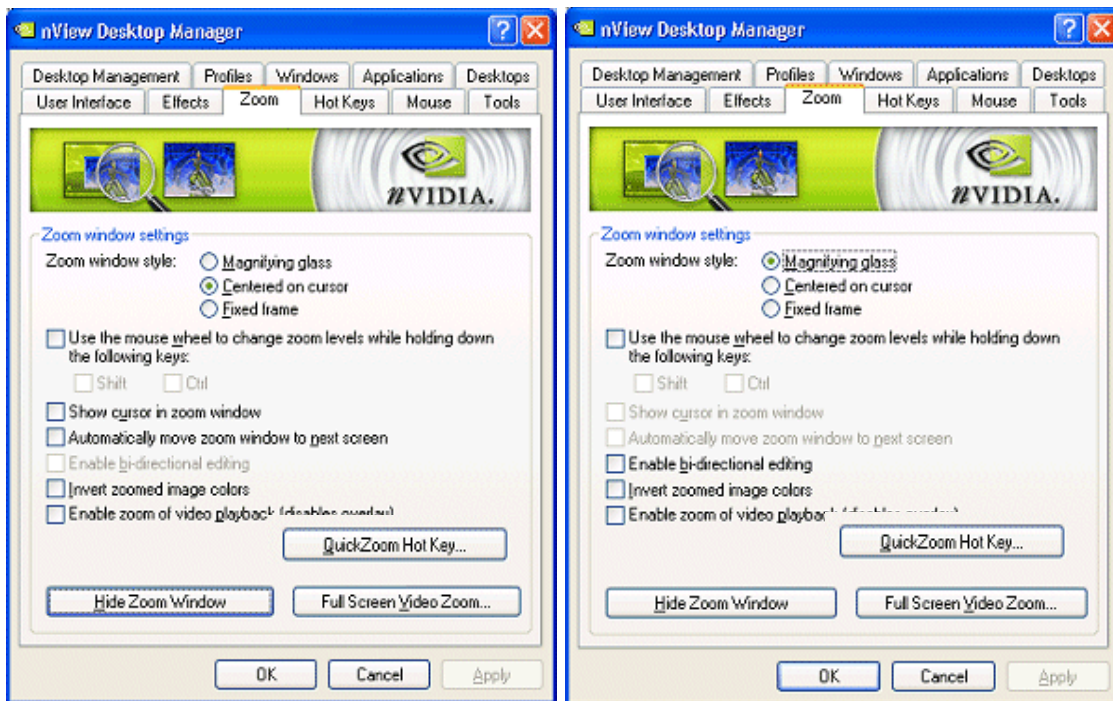 nView Desktop Manager
Desktop Management Profiles Windows Applications Desktops
User Interface Effects Zoom Hot Keys Mouse Tools
nVIDIA.
Zoom window settings
Zoom window style: Magnifying glass
Centered on cursor
Fixed frame
Use the mouse wheel to change zoom levels while holding down
the following keys:
Shift Ctrl
Show cursor in zoom window
Automatically move zoom window to next screen
Enable bi-directional editing
Invert zoomed image colors
Enable zoom of video playback (disables overlay)
QuickZoom Hot Key...
Hide Zoom Window Full Screen Video Zoom...
OK Cancel Apply
nView Desktop Manager
Desktop Management Profiles Windows Applications Desktops
User Interface Effects Zoom Hot Keys Mouse Tools
nVIDIA.
Zoom window settings
Zoom window style: Magnifying glass
Centered on cursor
Fixed frame
Use the mouse wheel to change zoom levels while holding down
the following keys:
Shift Ctrl
Show cursor in zoom window
Automatically move zoom window to next screen
Enable bi-directional editing
Invert zoomed image colors
Enable zoom of video playback (disables overlay)
QuickZoom Hot Key...
Hide Zoom Window Full Screen Video Zoom...
OK Cancel Apply